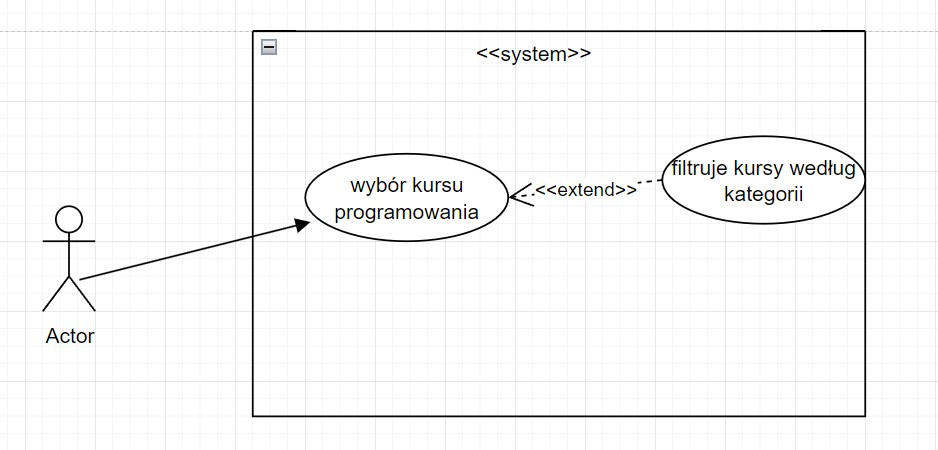 <<system>>
filtruje kursy według
kategorii
wybór kursu
programowania
<<extend>>
Actor